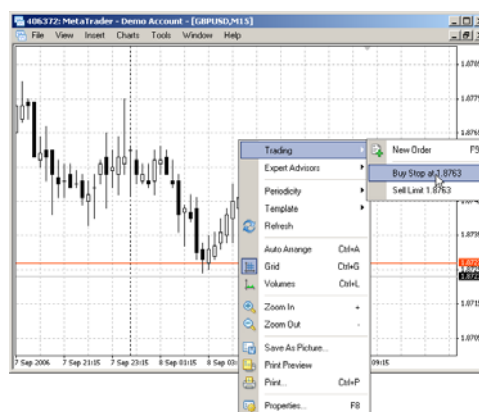 406372: MetaTrader - Demo Account - [GBPUSD,M15]
File View Insert Charts Tools Window Help
Trading
New Order F9
Expert Advisors
Buy Stop at 1.8763
Periodicity
Sell Limit 1.8763
Template
Refresh
Auto Arrange Ctrl+A
Grid Ctrl+G
Volumes Ctrl+L
Zoom In +
Zoom Out -
Save As Picture...
Print Preview
7 Sep 2006 7 Sep 21:15 7 Sep 23:15 8 Sep 01:15 8 Sep 03: 09:15
Print... Ctrl+P
Properties... F8